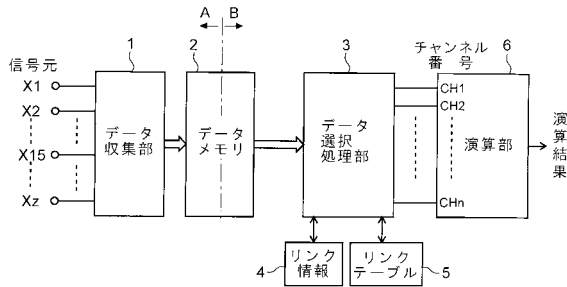 A B
1
2
3
チャンネル
番号
6
信号元
X1
X2
X15
Xz
データ
収集部
データ
メモリ
データ
選択
処理部
CH1
CH2
CHn
演算部
演算結果
4
リンク
情報
リンク
テーブル
5